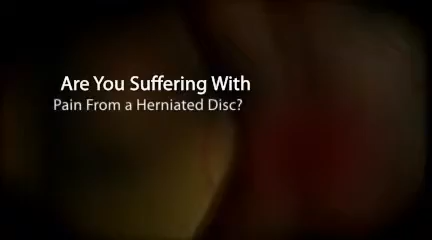 Are You Suffering With
Pain From a Herniated Disc?